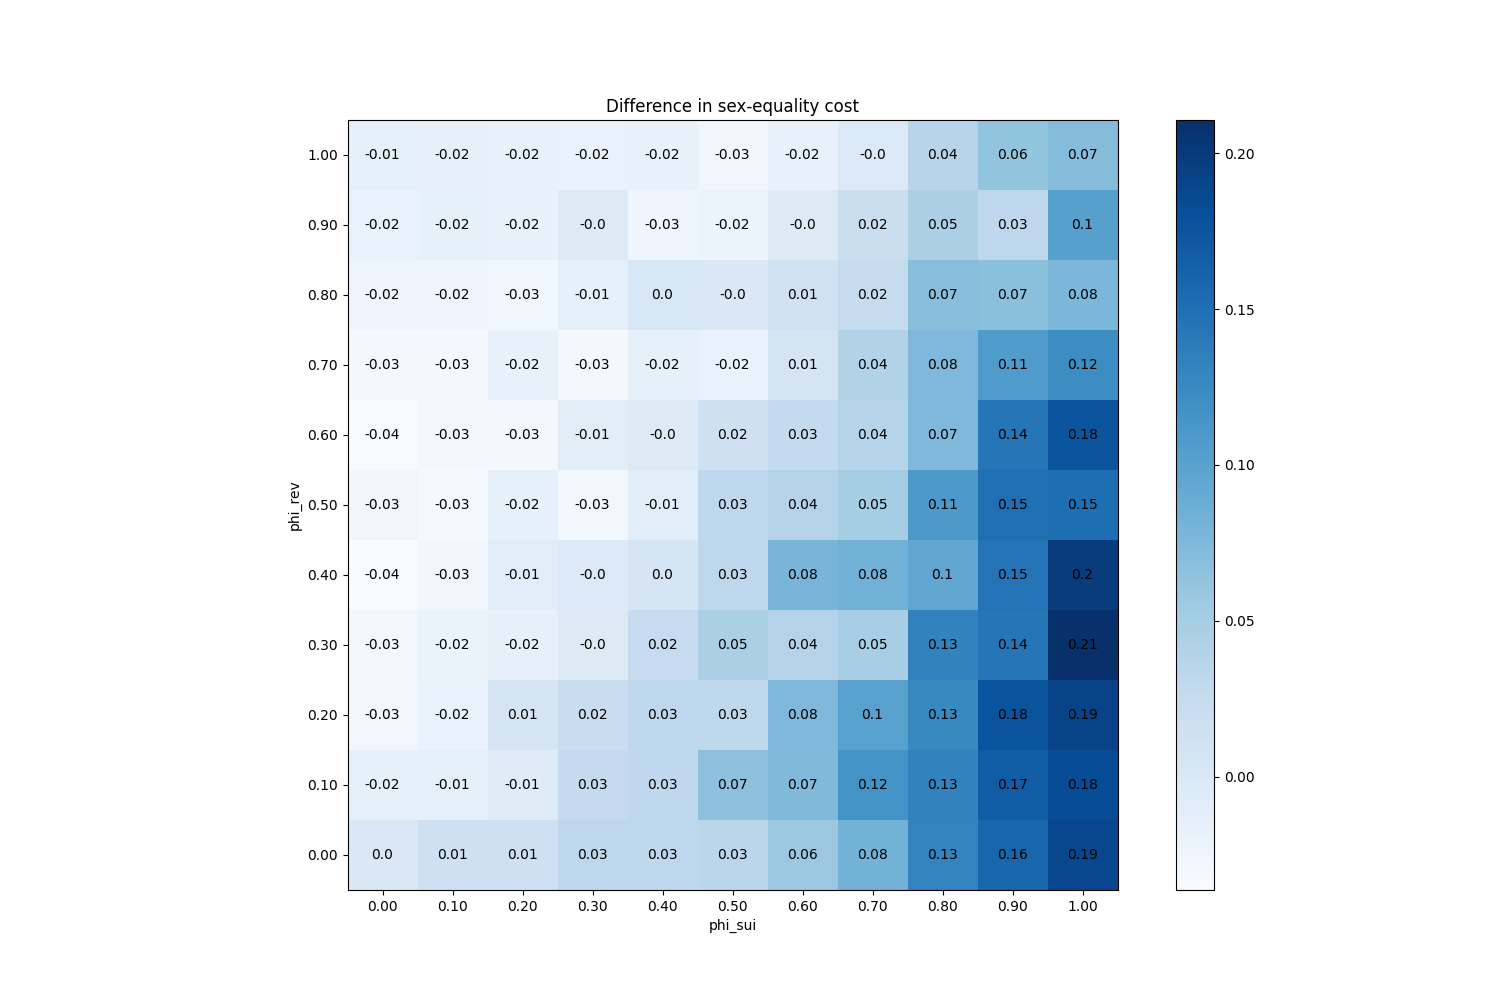 Difference in sex-equality cost
1.00 -0.01 -0.02 -0.02 -0.02 -0.02 -0.03 -0.02 -0.0 0.04 0.06 0.07
0.90 -0.02 -0.02 -0.02 -0.0 -0.03 -0.02 -0.0 0.02 0.05 0.03 0.1
0.80 -0.02 -0.02 -0.03 -0.01 0.0 -0.0 0.01 0.02 0.07 0.07 0.08
0.70 -0.03 -0.03 -0.02 -0.03 -0.02 -0.02 0.01 0.04 0.08 0.11 0.12
0.60 -0.04 -0.03 -0.03 -0.01 -0.0 0.02 0.03 0.04 0.07 0.14 0.18
0.50 -0.03 -0.03 -0.02 -0.03 -0.01 0.03 0.04 0.05 0.11 0.15 0.15
0.40 -0.04 -0.03 -0.01 -0.0 0.0 0.03 0.08 0.08 0.1 0.15 0.2
0.30 -0.03 -0.02 -0.02 -0.0 0.02 0.05 0.04 0.05 0.13 0.14 0.21
0.20 -0.03 -0.02 0.01 0.02 0.03 0.03 0.08 0.1 0.13 0.18 0.19
0.10 -0.02 -0.01 -0.01 0.03 0.03 0.07 0.07 0.12 0.13 0.17 0.18
0.00 0.0 0.01 0.01 0.03 0.03 0.03 0.06 0.08 0.13 0.16 0.19
0.00 0.10 0.20 0.30 0.40 0.50 0.60 0.70 0.80 0.90 1.00
phi_sui
phi_rev
0.20
0.15
0.10
0.05
0.00